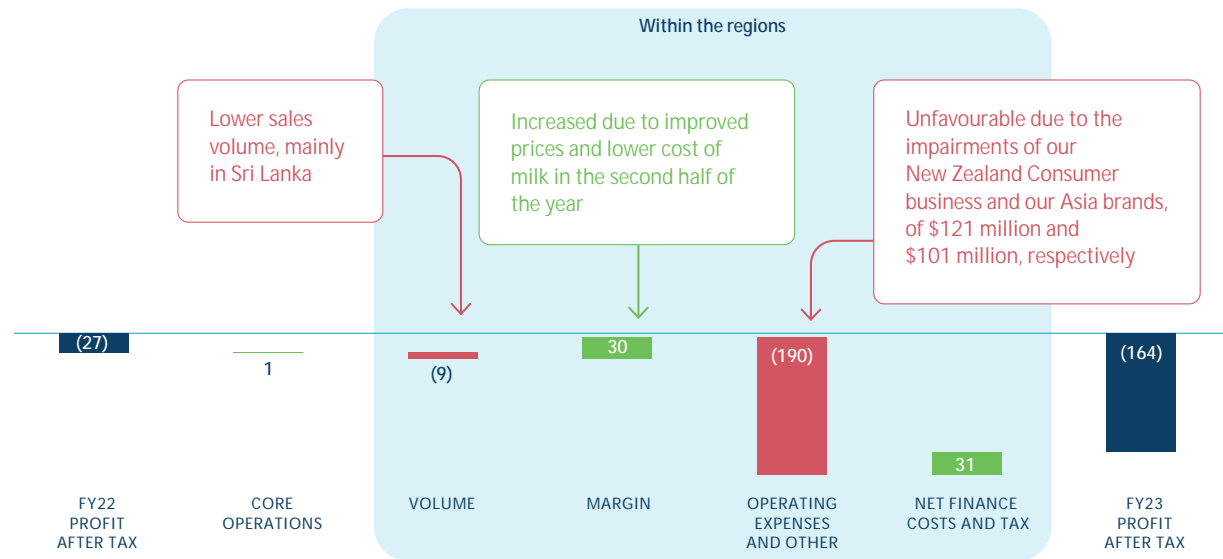 Within the regions
Lower sales
volume, mainly
in Sri Lanka
Increased due to improved
prices and lower cost of
milk in the second half of
the year
Unfavourable due to the
impairments of our
New Zealand Consumer
business and our Asia brands,
of $121 million and
$101 million, respectively
(27)
1
(9)
30
(190)
31
(164)
FY22
PROFIT
AFTER TAX
CORE
OPERATIONS
VOLUME
MARGIN
OPERATING
EXPENSES
AND OTHER
NET FINANCE
COSTS AND TAX
FY23
PROFIT
AFTER TAX